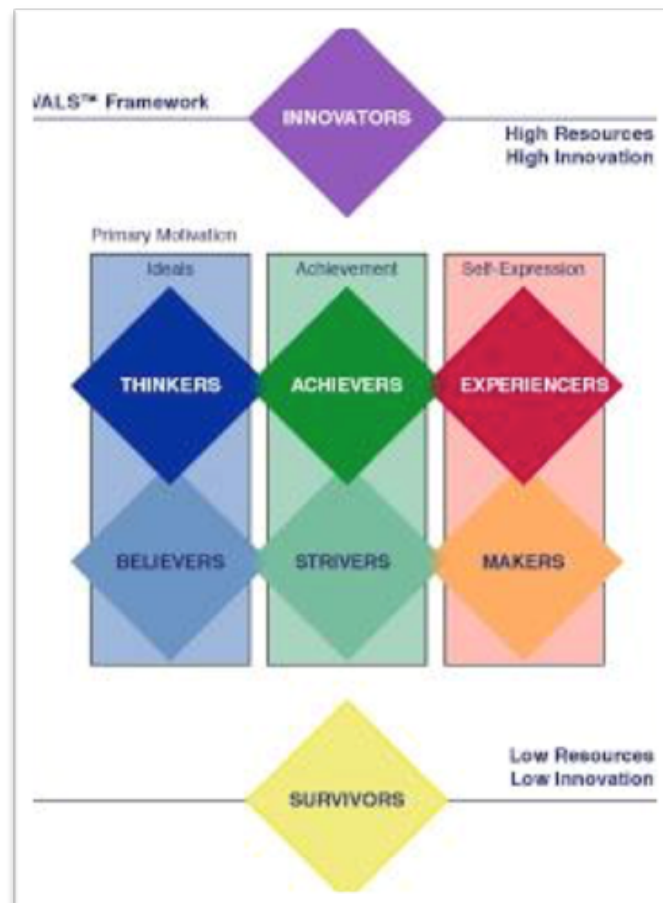 VALS™ Framework
INNOVATORS
High Resources
High Innovation
Primary Motivation
Ideals Achievement Self-Expression
THINKERS ACHIEVERS EXPERIENCERS
BELIEVERS STRIVERS MAKERS
Low Resources
Low Innovation
SURVIVORS